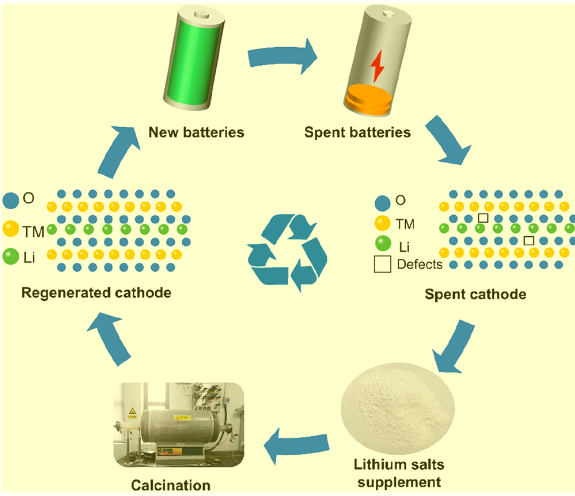 New batteries
Spent batteries
O
TM
Li
Regenerated cathode
O
TM
Li
Defects
Spent cathode
Calcination
Lithium salts
supplement